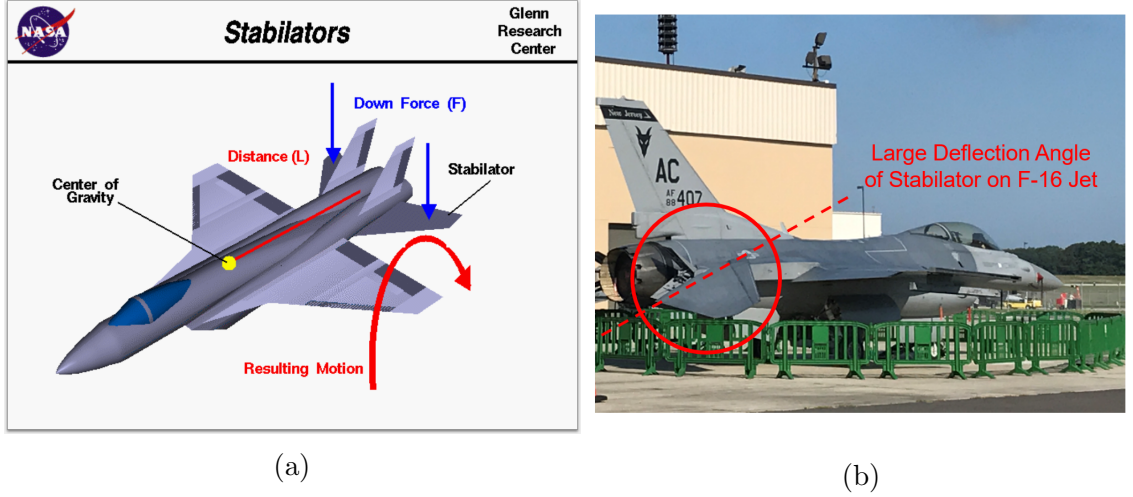 NASA
Stabilators
Glenn
Research
Center
Down Force (F)
Distance (L)
Stabilator
Center of
Gravity
Resulting Motion
New Jersey
AC
AF
88
407
Large Deflection Angle
of Stabilator on F-16 Jet
(a)
(b)